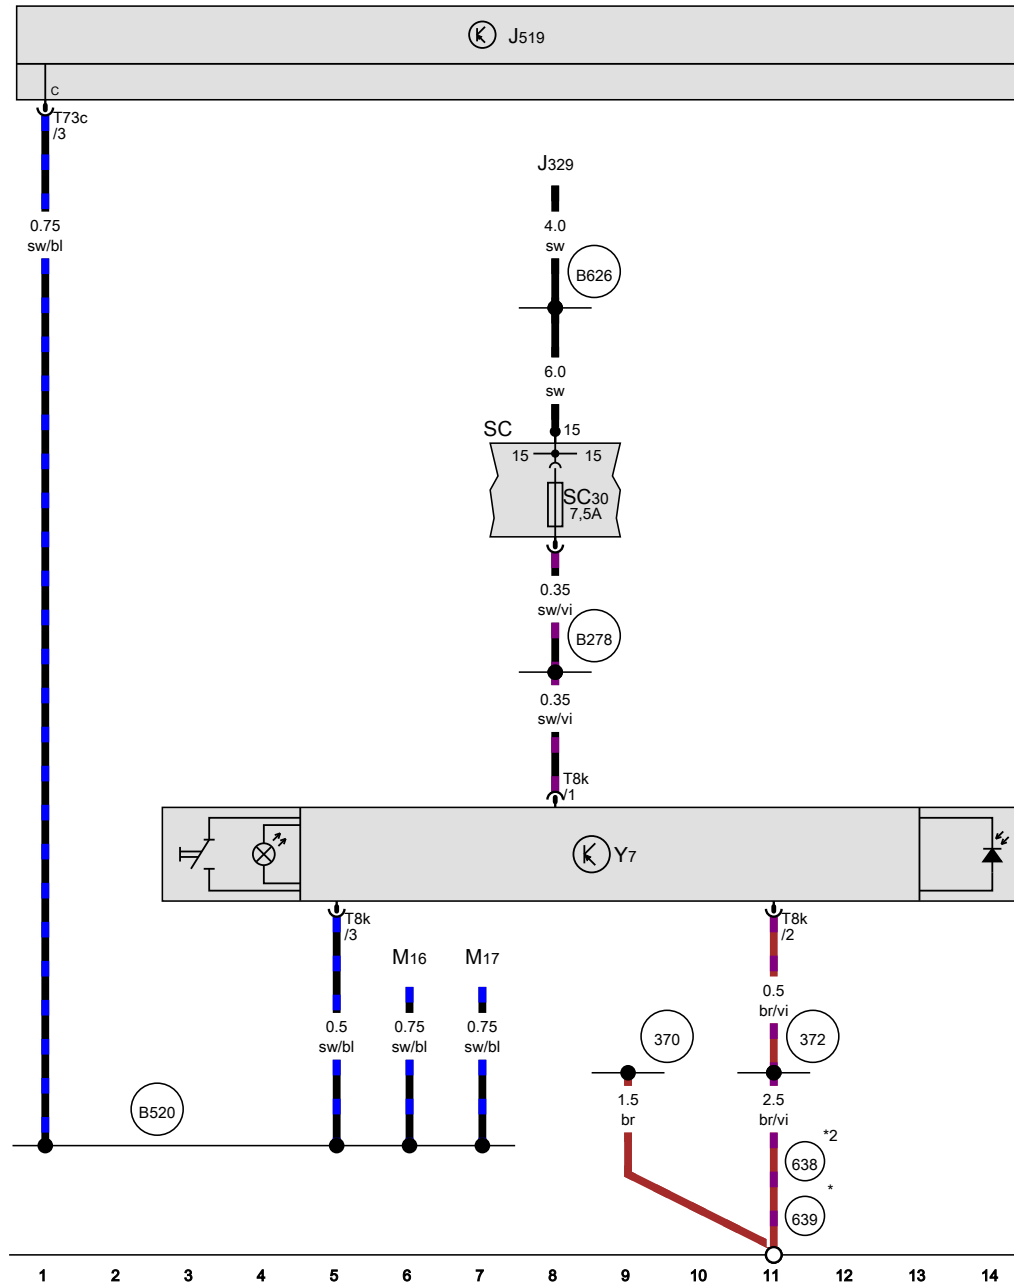 J519
C
T73c
/3
J329
0.75
sw/bl
4.0
sw
B626
6.0
sw
SC
15
15
15
SC30
7,5A
0.35
sw/vi
B278
0.35
sw/vi
T8k
/1
Y7
T8k
/3
T8k
/2
M16
M17
0.5
sw/bl
0.75
sw/bl
0.75
sw/bl
0.5
br/vi
370
372
1.5
br
2.5
br/vi
B520
*2
638
*
639
1 2 3 4 5 6 7 8 9 10 11 12 13 14